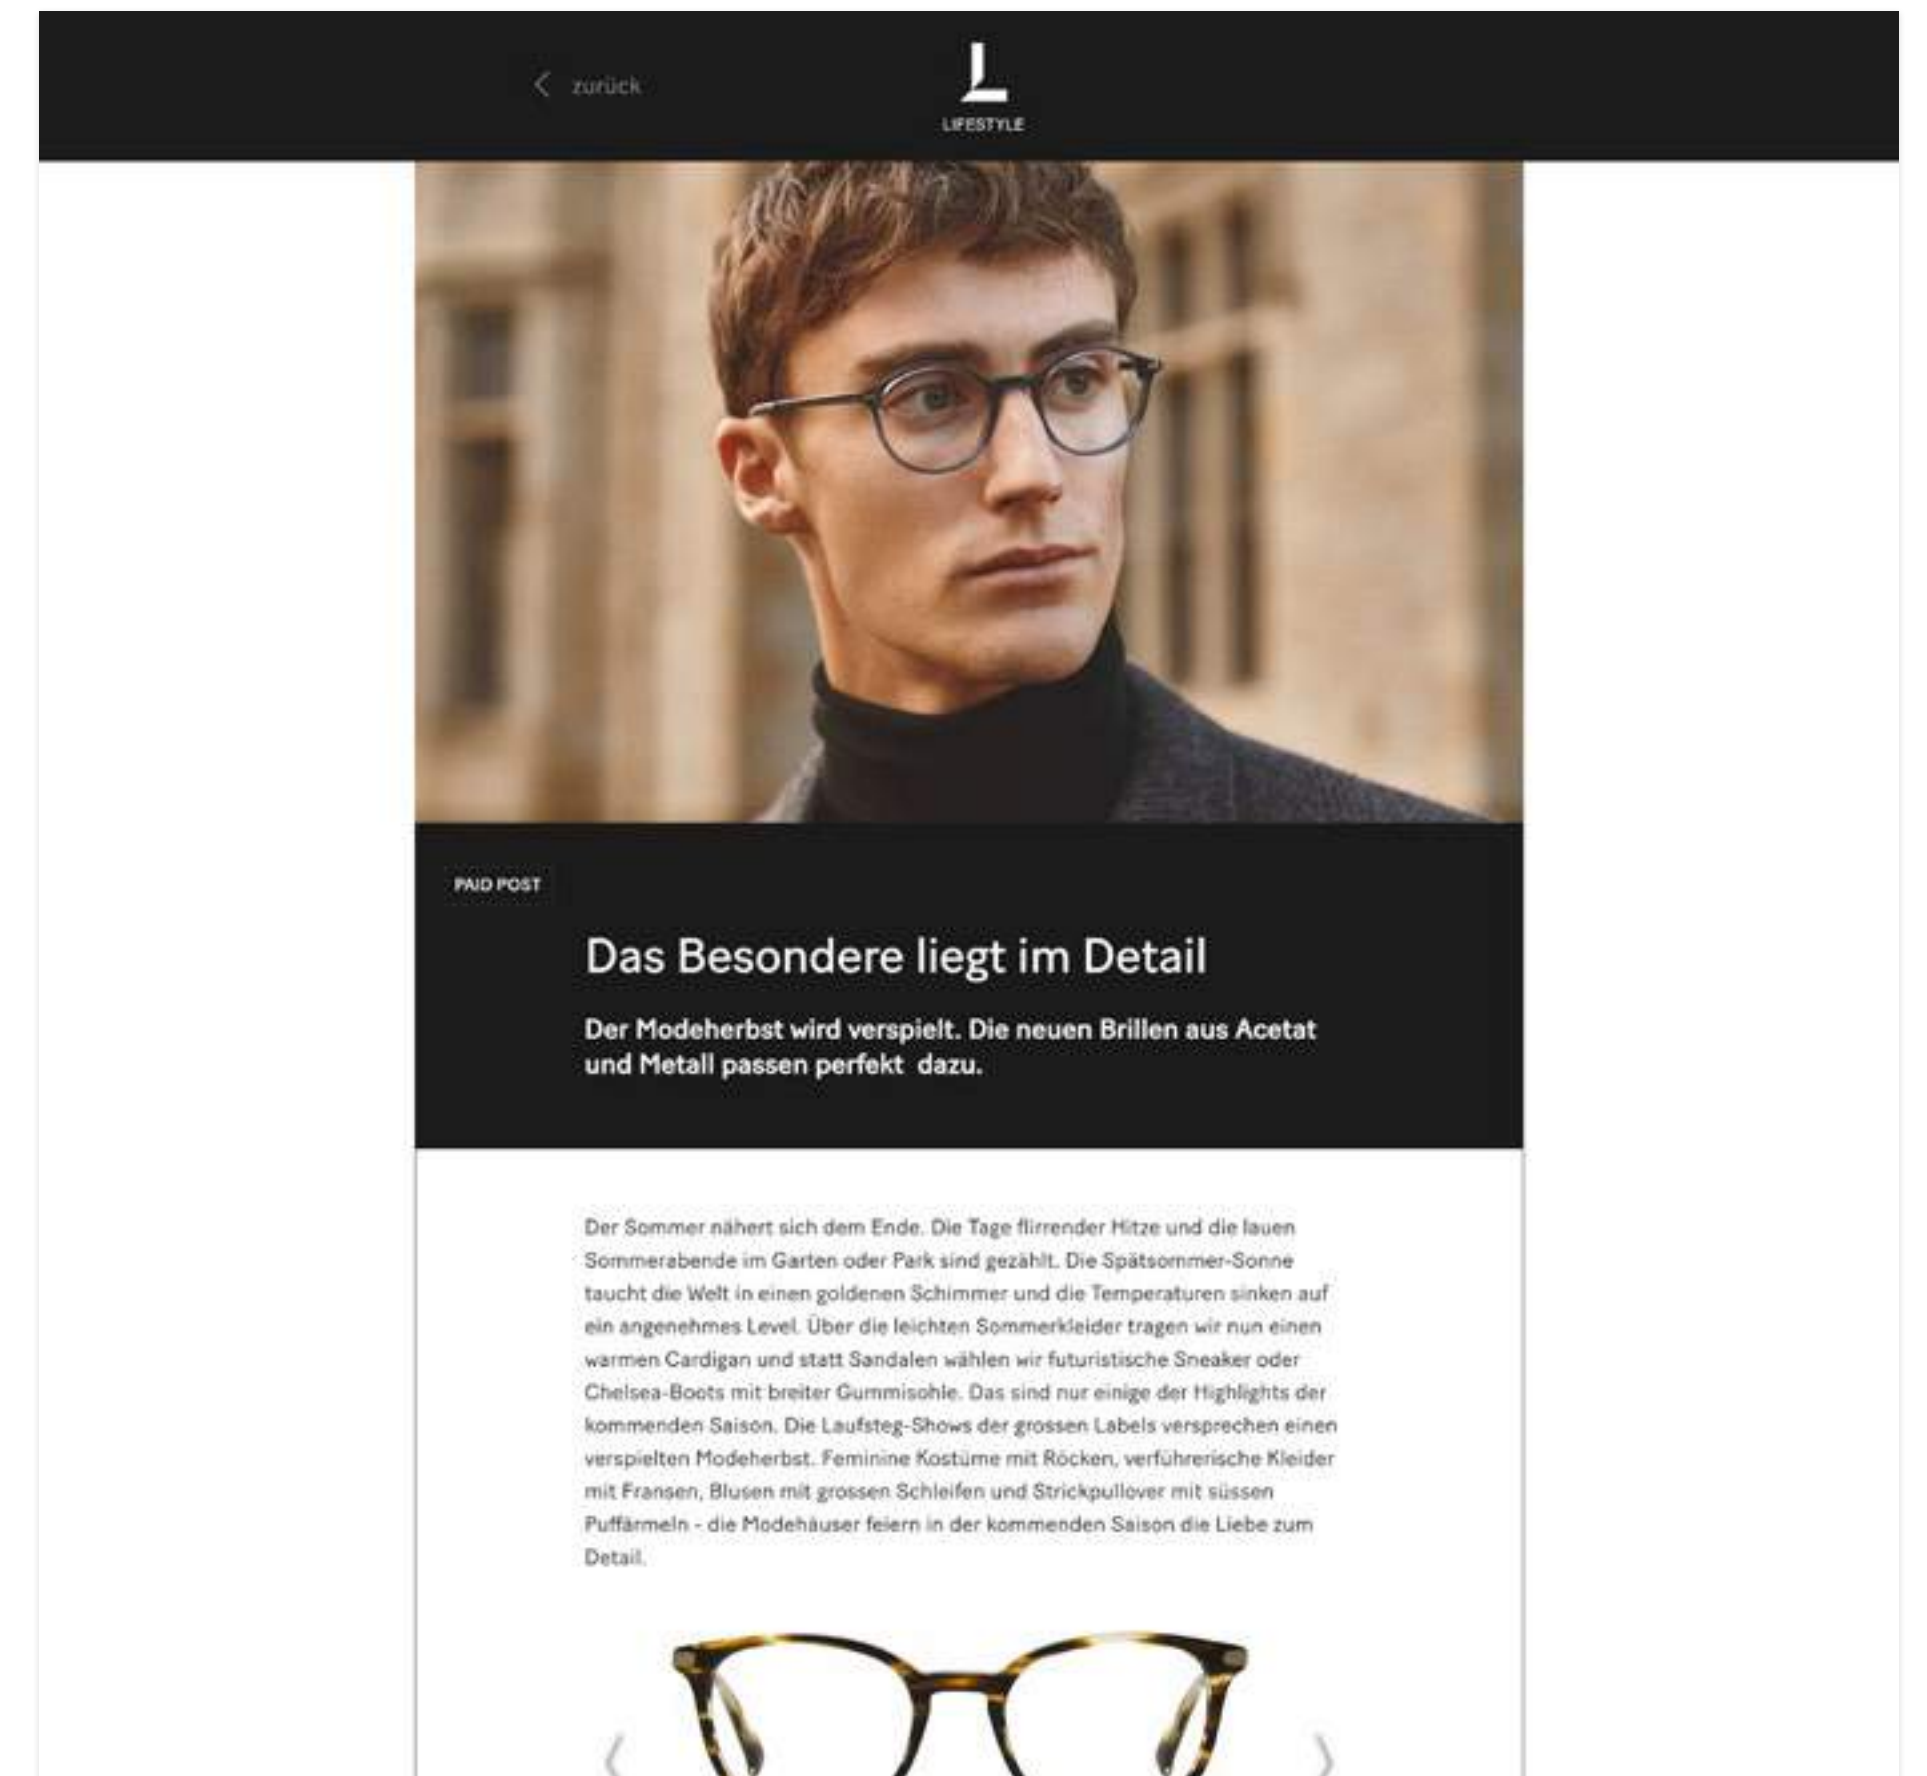 zurück
L
LIFESTYLE
PAID POST
Das Besondere liegt im Detail
Der Modeherbst wird verspielt. Die neuen Brillen aus Acetat
und Metall passen perfekt  dazu.
Der Sommer nähert sich dem Ende. Die Tage flirrender Hitze und die lauen
Sommerabende im Garten oder Park sind gezählt. Die Spätsommer-Sonne
taucht die Welt in einen goldenen Schimmer und die Temperaturen sinken auf
ein angenehmes Level. Über die leichten Sommerkleider tragen wir nun einen
warmen Cardigan und statt Sandalen wählen wir futuristische Sneaker oder
Chelsea-Boots mit breiter Gummisohle. Das sind nur einige der Highlights der
kommenden Saison. Die Laufsteg-Shows der grossen Labels versprechen einen
verspielten Modeherbst. Feminine Kostüme mit Röcken, verführerische Kleider
mit Fransen, Blusen mit grossen Schleifen und Strickpullover mit süssen
Puffärmeln - die Modehäuser feiern in der kommenden Saison die Liebe zum
Detail.